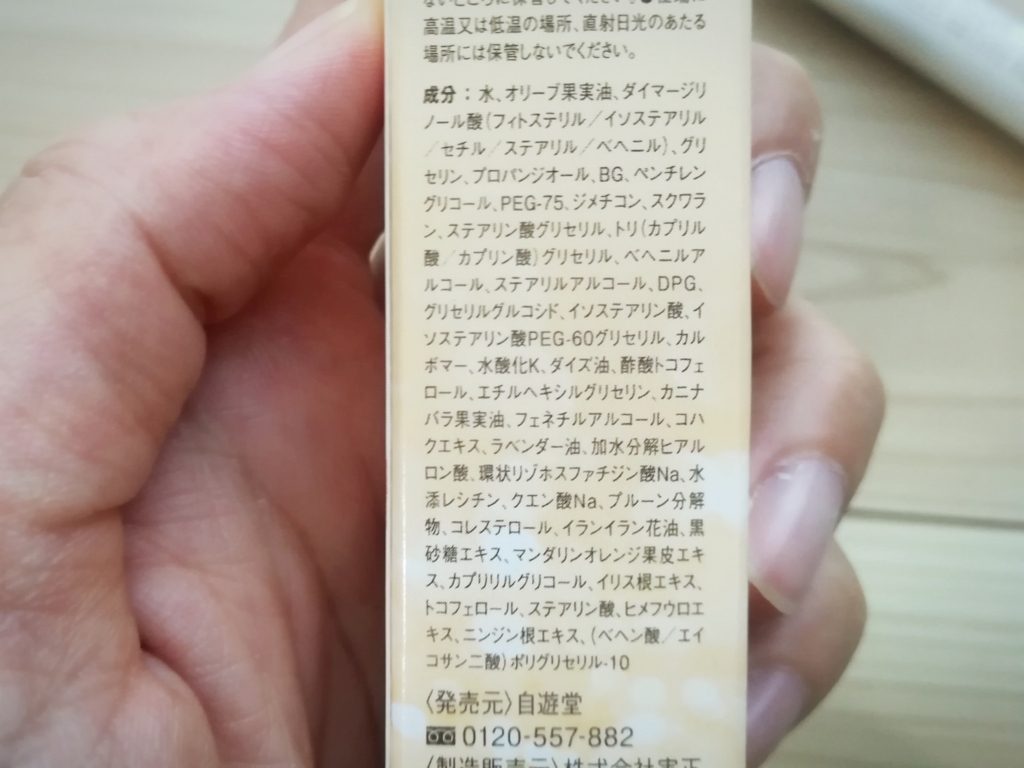 高温又は低温の場所、直射日光のあたる
場所には保管しないでください。
成分：水、オリーブ果実油、ダイマージリ
ノール酸(フィトステリル／イソステアリル
／セチル／ステアリル／ベヘニル)、グリ
セリン、プロパンジオール、BG、ペンチレン
グリコール、PEG-75、ジメチコン、スクワラ
ン、ステアリン酸グリセリル、トリ(カプリル
酸／カプリン酸)グリセリル、ベヘニルア
ルコール、ステアリルアルコール、DPG、
グリセリルグルコシド、イソステアリン酸、イ
ソステアリン酸PEG-60グリセリル、カル
ボマー、水酸化K、ダイズ油、酢酸トコフェ
ロール、エチルヘキシルグリセリン、カニナ
バラ果実油、フェネチルアルコール、コハ
クエキス、ラベンダー油、加水分解ヒアル
ロン酸、環状リゾホスファチジン酸Na、水
添レシチン、クエン酸Na、プルーン分解
物、コレステロール、イランイラン花油、黒
砂糖エキス、マンダリンオレンジ果皮エキ
ス、カプリリルグリコール、イリス根エキス、
トコフェロール、ステアリン酸、ヒメフウロエ
キス、ニンジン根エキス、(ベヘン酸／エイ
コサン二酸)ポリグリセリル-10
〈発売元〉自遊堂
0120-557-882
〈製造販売元〉株式会社実正